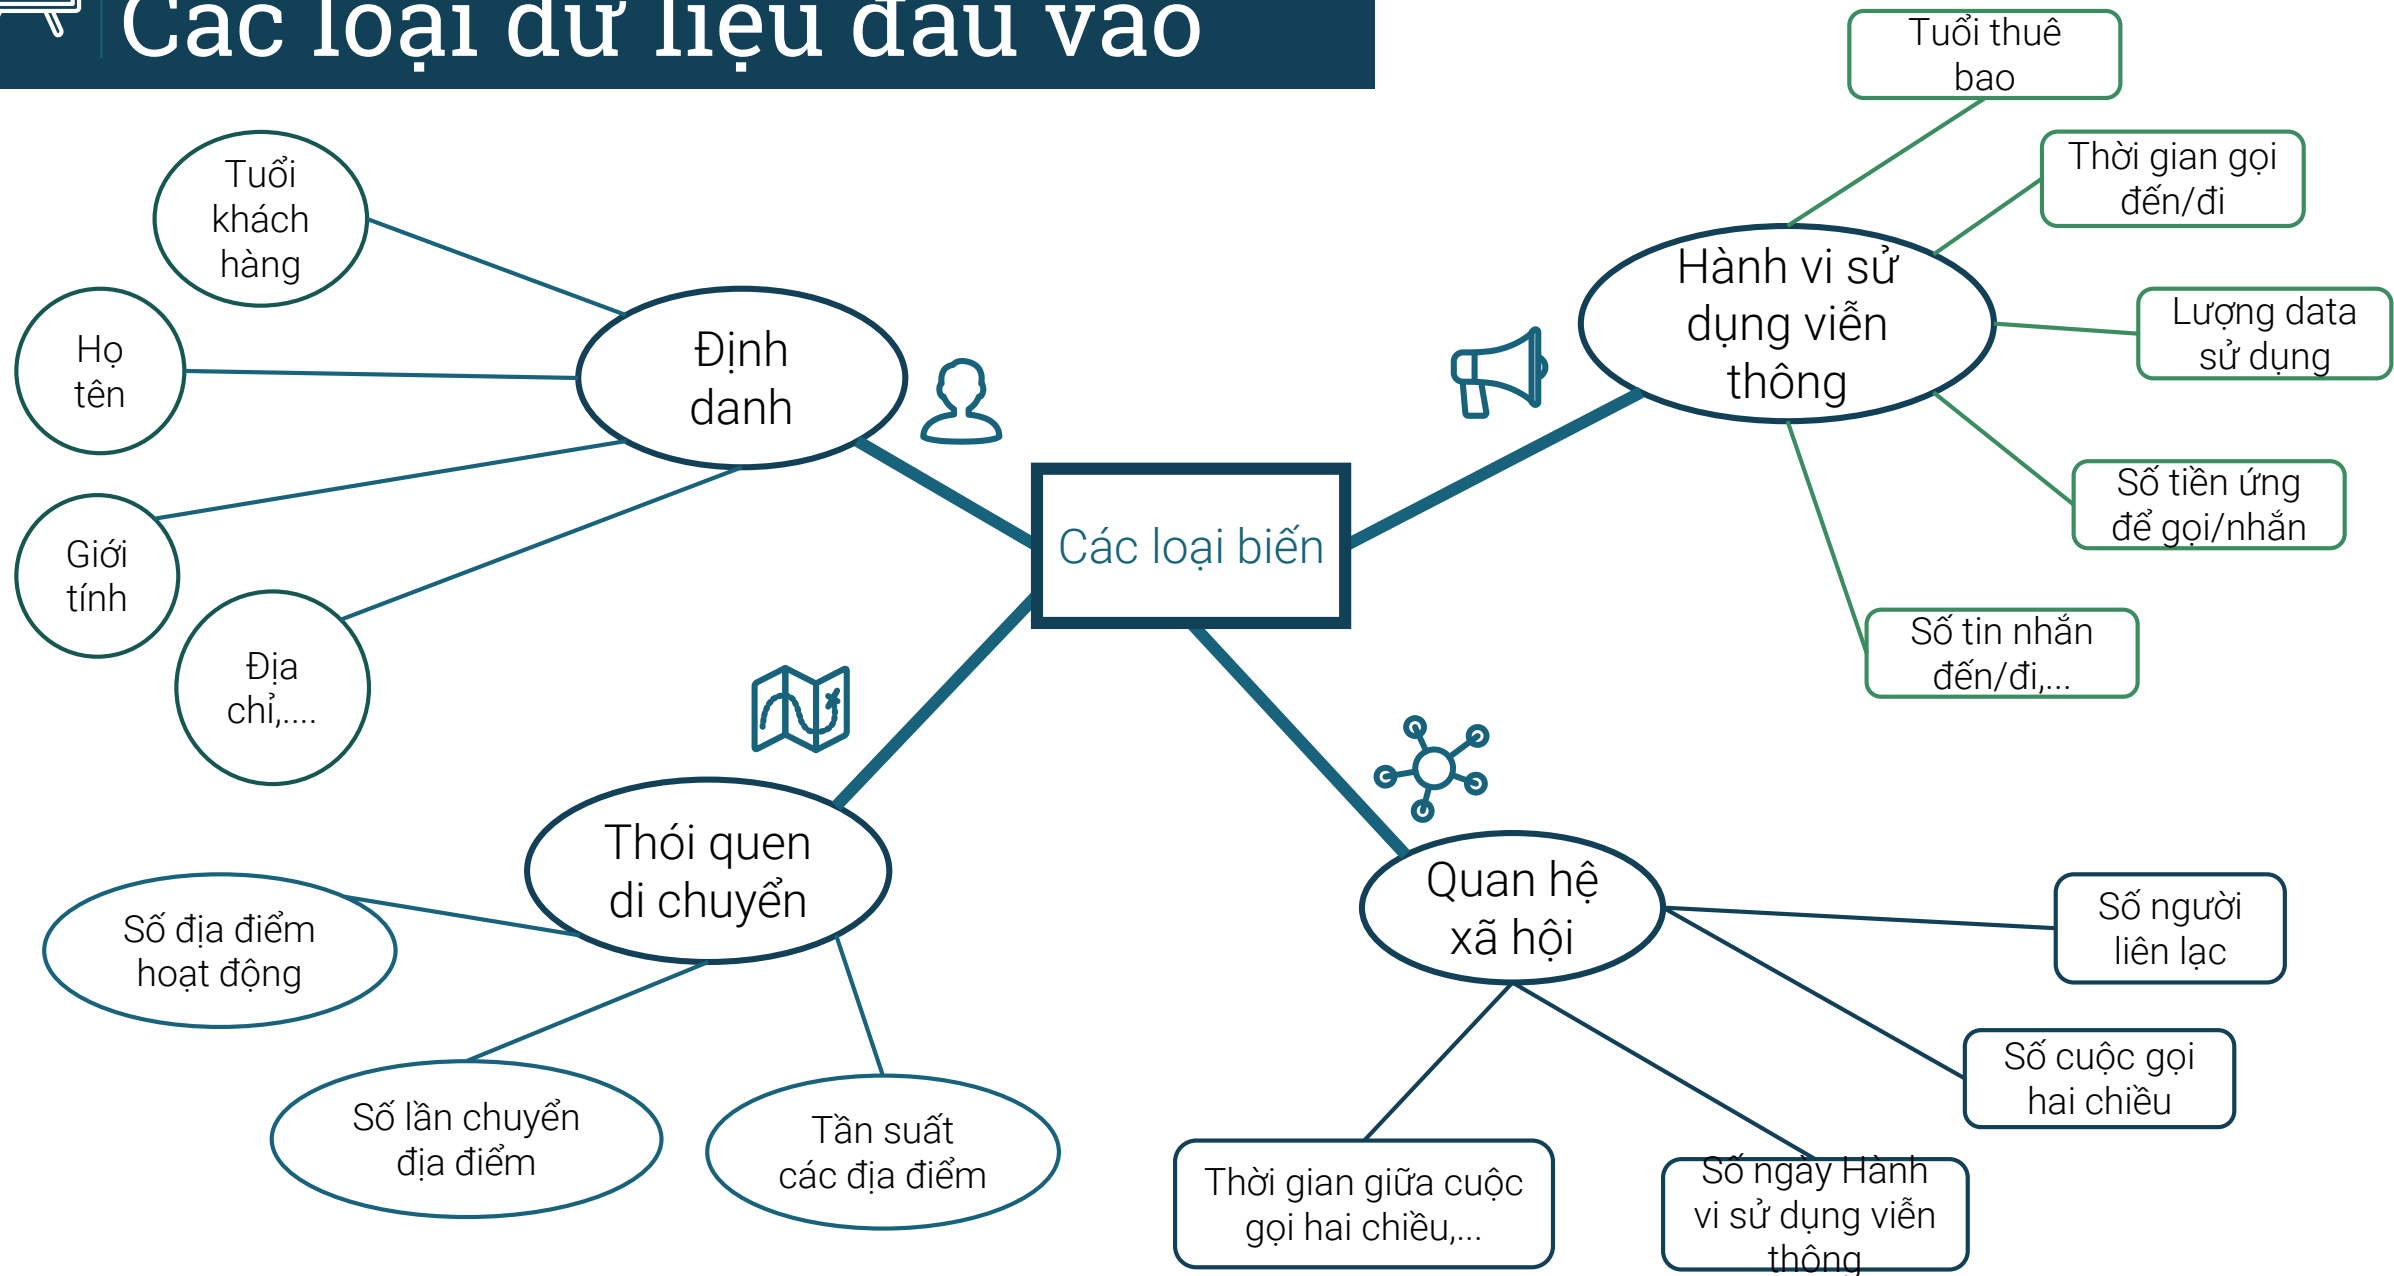 Các loại dữ liệu đầu vào
Tuổi
khách
hàng
Họ
tên
Giới
tính
Địa
chỉ,....
Định
danh
Các loại biến
Hành vi sử
dụng viễn
thông
Tuổi thuê
bao
Thời gian gọi
đến/đi
Lượng data
sử dụng
Số tiền ứng
để gọi/nhắn
Số tin nhắn
đến/đi,...
Thói quen
di chuyển
Số địa điểm
hoạt động
Số lần chuyển
địa điểm
Tần suất
các địa điểm
Quan hệ
xã hội
Số người
liên lạc
Số cuộc gọi
hai chiều
Thời gian giữa cuộc
gọi hai chiều,...
Số ngày Hành
vi sử dụng viễn
thông